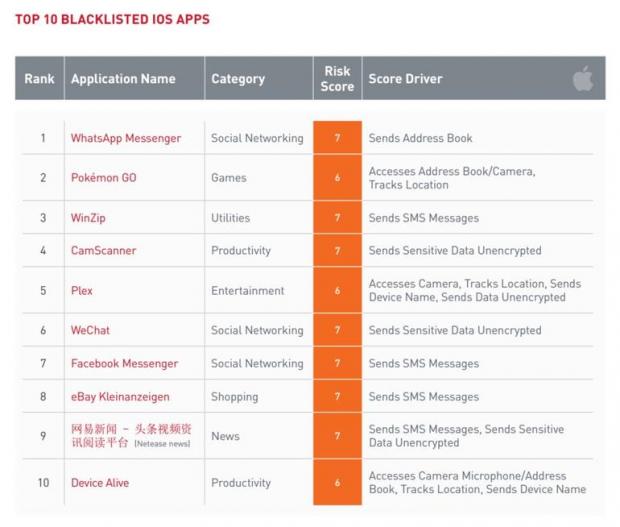 TOP 10 BLACKLISTED IOS APPS
Rank Application Name Category Risk Score Score Driver
1 WhatsApp Messenger Social Networking 7 Sends Address Book
2 Pokémon GO Games 6 Accesses Address Book/Camera,
Tracks Location
3 WinZip Utilities 7 Sends SMS Messages
4 CamScanner Productivity 7 Sends Sensitive Data Unencrypted
5 Plex Entertainment 6 Accesses Camera, Tracks Location, Sends
Device Name, Sends Data Unencrypted
6 WeChat Social Networking 7 Sends Sensitive Data Unencrypted
7 Facebook Messenger Social Networking 7 Sends SMS Messages
8 eBay Kleinanzeigen Shopping 7 Sends SMS Messages
9 网易新闻 – 头条视频资
讯阅读平台 (Netease news) News 7 Sends SMS Messages, Sends Sensitive
Data Unencrypted
10 Device Alive Productivity 6 Accesses Camera Microphone/Address
Book, Tracks Location, Sends Device Name